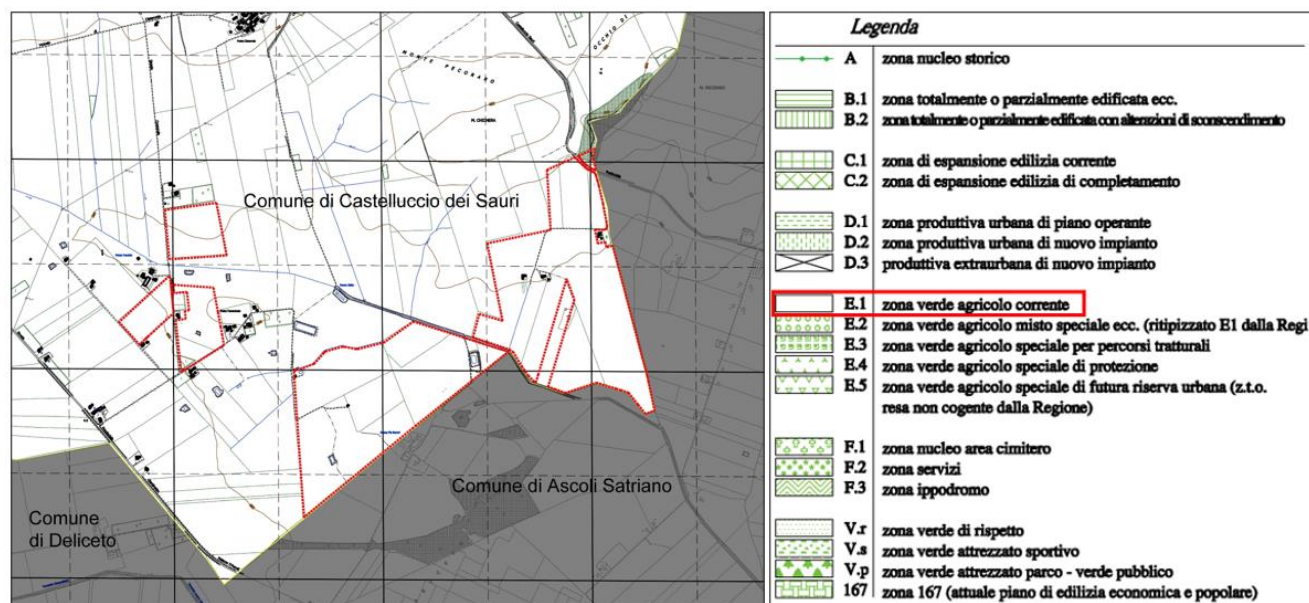 MONTE PECORARO
OCCHIO DI
Comune di Castelluccio dei Sauri
Comune di Ascoli Satriano
Comune
di Deliceto
Legenda
A zona nucleo storico
B.1 zona totalmente o parzialmente edificata ecc.
B.2 zona totalmente o parzialmente edificata con alterazioni di sconscendimento
C.1 zona di espansione edilizia corrente
C.2 zona di espansione edilizia di completamento
D.1 zona produttiva urbana di piano operante
D.2 zona produttiva urbana di nuovo impianto
D.3 produttiva extraurbana di nuovo impianto
E.1 zona verde agricolo corrente
E.2 zona verde agricolo misto speciale ecc. (ritipizzato E1 dalla Regi
E.3 zona verde agricolo speciale per percorsi tratturali
E.4 zona verde agricolo speciale di protezione
E.5 zona verde agricolo speciale di futura riserva urbana (z.t.o.
resa non cogente dalla Regione)
F.1 zona nucleo area cimitero
F.2 zona servizi
F.3 zona ippodromo
V.r zona verde di rispetto
V.s zona verde attrezzato sportivo
V.p zona verde attrezzato parco - verde pubblico
167 zona 167 (attuale piano di edilizia economica e popolare)